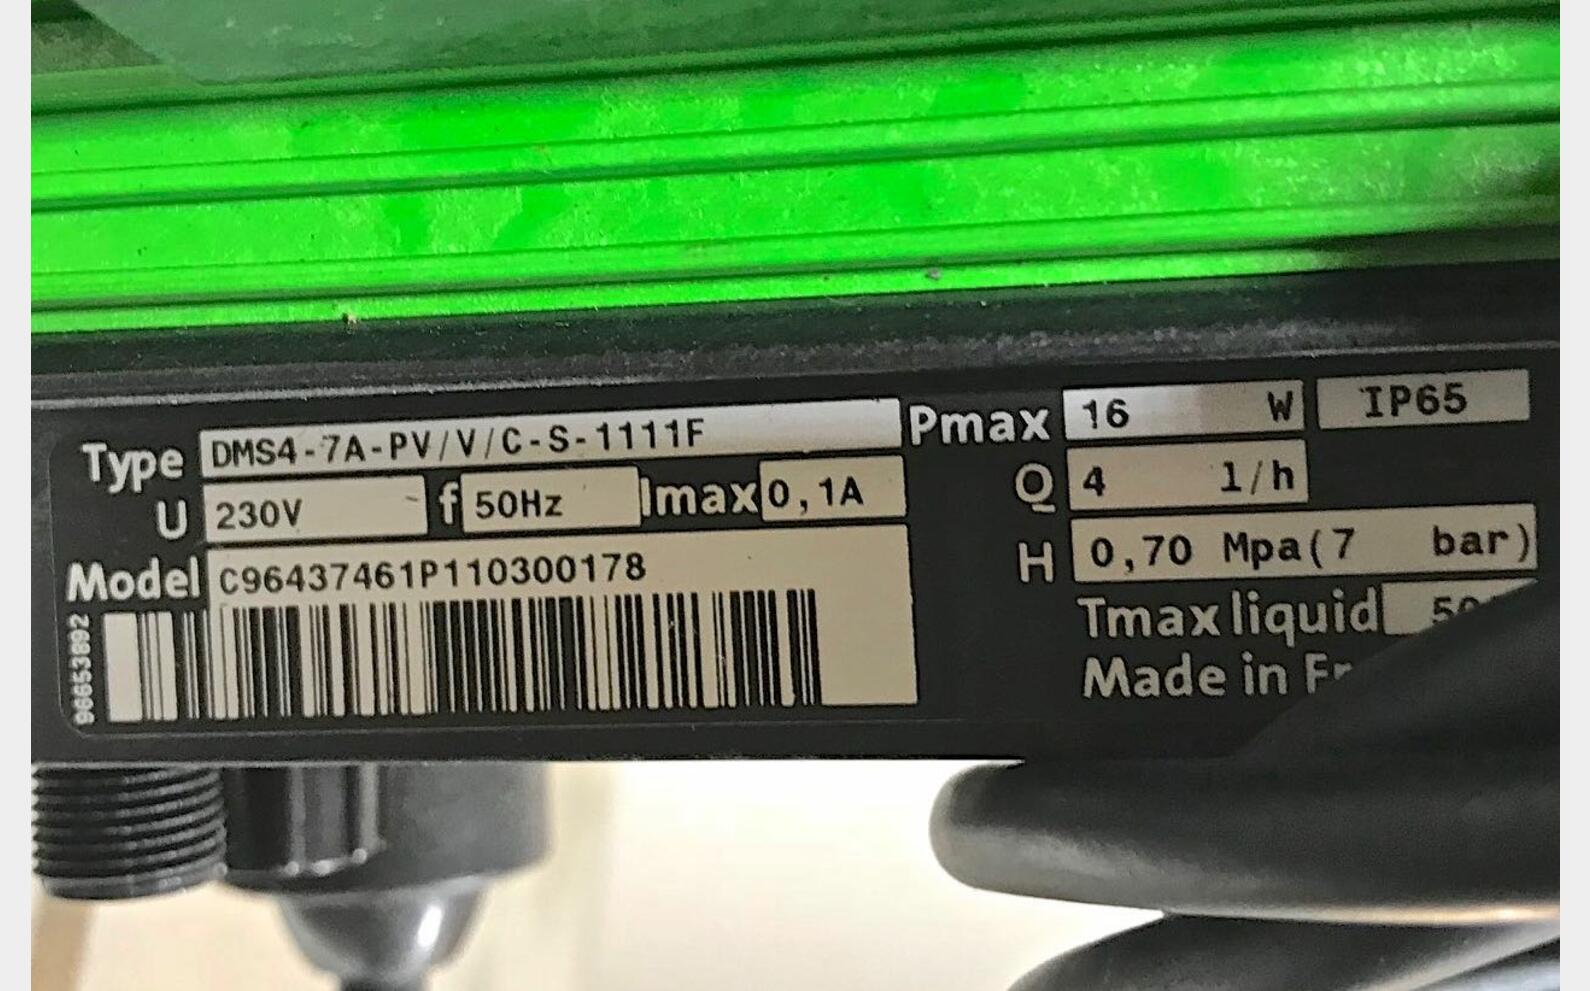 Type DMS4-7A-PV/V/C-S-1111F
U 230V f 50Hz Imax 0,1A
Model C96437461P110300178
96653892
Pmax 16 W IP65
Q 4 l/h
H 0,70 Mpa(7 bar)
Tmax liquid
Made in